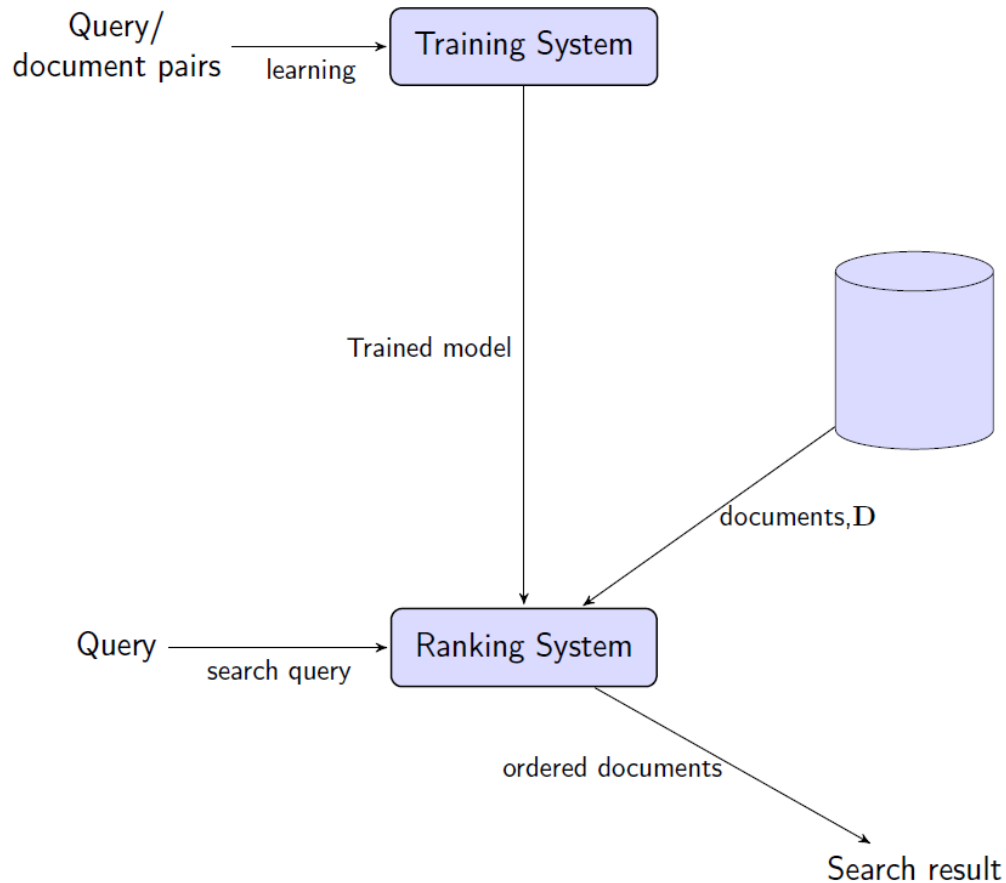 Query/
document pairs
learning
Training System
Trained model
documents,D
Query
search query
Ranking System
ordered documents
Search result